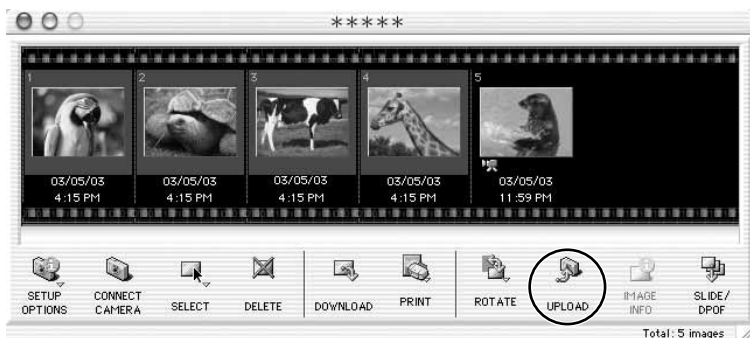 *****
1 2 3 4 5
03/05/03 03/05/03 03/05/03 03/05/03 03/05/03
4:15 PM 4:15 PM 4:15 PM 4:15 PM 11:59 PM
SETUP OPTIONS
CONNECT CAMERA
SELECT
DELETE
DOWNLOAD
PRINT
ROTATE
UPLOAD
IMAGE INFO
SLIDE/ DPOF
Total: 5 images